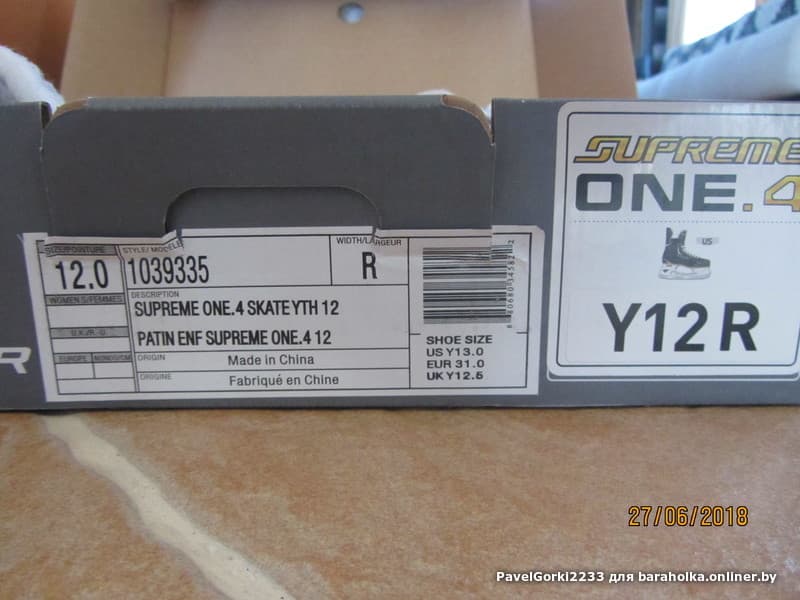 SIZE/POINTURE
12.0
WOMEN'S/FEMMES
U.K./R.-U.
EUROPE
STYLE/ MODÈLE
1039335
WIDTH/LARGEUR
R
DESCRIPTION
SUPREME ONE.4 SKATE YTH 12
PATIN ENF SUPREME ONE.4 12
ORIGIN
Made in China
ORIGINE
Fabriqué en Chine
SHOE SIZE
US Y13.0
EUR 31.0
UK Y12.5
SUPREME
ONE.4
US
Y12 R
R
27/06/2018
PavelGorki2233 для baraholka.onliner.by